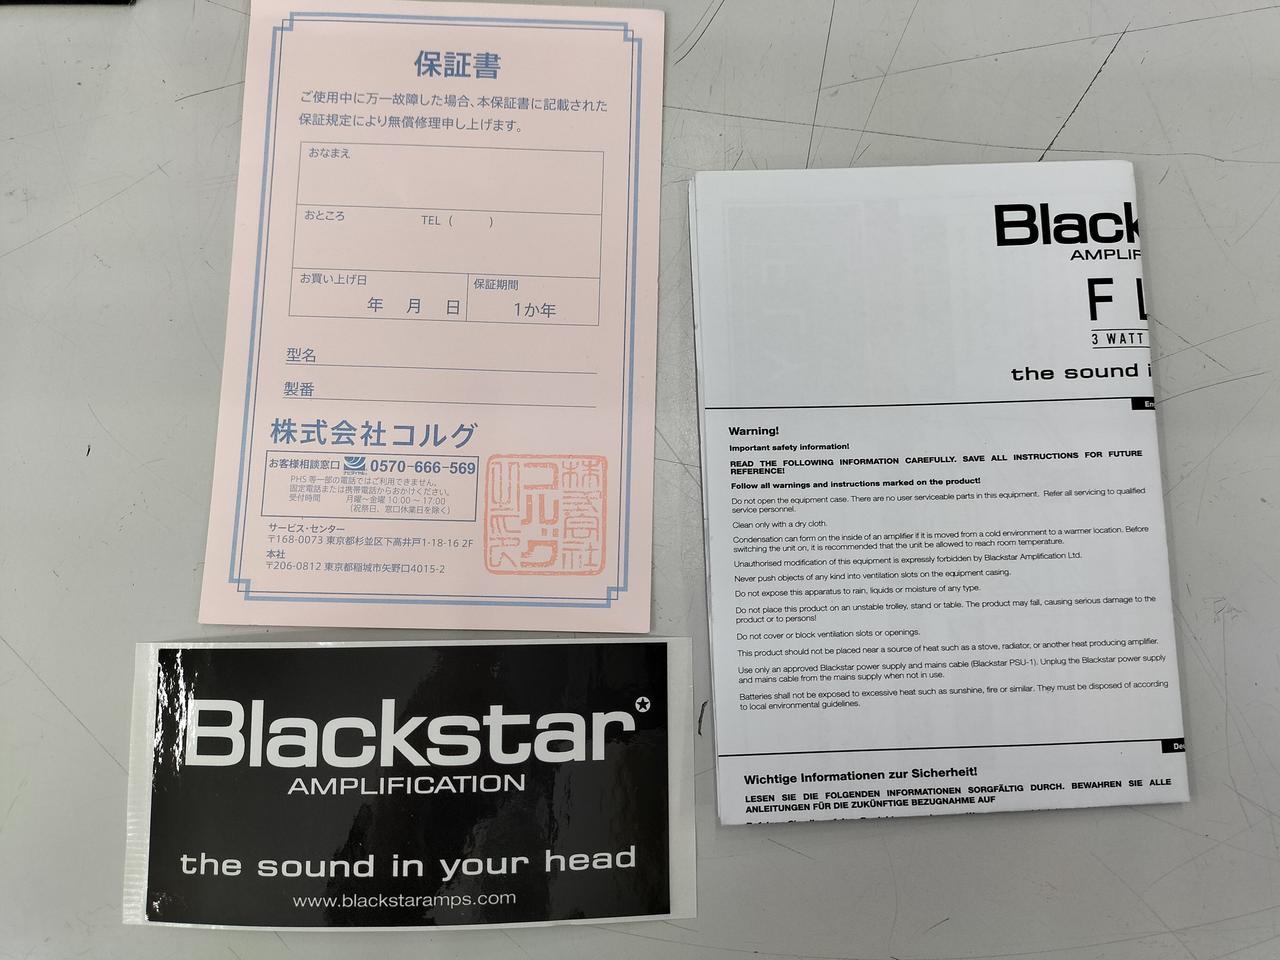 保証書
ご使用中に万一故障した場合、本保証書に記載された
保証規定により無償修理申し上げます。
おなまえ
おところ TEL ( )
お買い上げ日 保証期間
年 月 日 1か年
型名
製番
株式会社コルグ
お客様相談窓口 0570-666-569
PHS等一部の電話ではご利用できません。
固定電話または携帯電話からおかけください。
受付時間 月曜〜金曜 10:00〜17:00
(祝祭日、窓口休業日を除く)
サービス・センター
〒168-0073 東京都杉並区下高井戸1-18-16 2F
本社
〒206-0812 東京都稲城市矢野口4015-2
株式会社
コルグ
Blackstar
AMPLIFICATION
the sound in your head
www.blackstaramps.com
Black
AMPLIF
FL
3 WATT
the sound i
En
Warning!
Important safety information!
READ THE FOLLOWING INFORMATION CAREFULLY. SAVE ALL INSTRUCTIONS FOR FUTURE
REFERENCE!
Follow all warnings and instructions marked on the product!
Do not open the equipment case. There are no user serviceable parts in this equipment. Refer all servicing to qualified
service personnel.
Clean only with a dry cloth.
Condensation can form on the inside of an amplifier if it is moved from a cold environment to a warmer location. Before
switching the unit on, it is recommended that the unit be allowed to reach room temperature.
Unauthorised modification of this equipment is expressly forbidden by Blackstar Amplification Ltd.
Never push objects of any kind into ventilation slots on the equipment casing.
Do not expose this apparatus to rain, liquids or moisture of any type.
Do not place this product on an unstable trolley, stand or table. The product may fall, causing serious damage to the
product or to persons!
Do not cover or block ventilation slots or openings.
This product should not be placed near a source of heat such as a stove, radiator, or another heat producing amplifier.
Use only an approved Blackstar power supply and mains cable (Blackstar PSU-1). Unplug the Blackstar power supply
and mains cable from the mains supply when not in use.
Batteries shall not be exposed to excessive heat such as sunshine, fire or similar. They must be disposed of according
to local environmental guidelines.
Deu
Wichtige Informationen zur Sicherheit!
LESEN SIE DIE FOLGENDEN INFORMATIONEN SORGFÄLTIG DURCH. BEWAHREN SIE ALLE
ANLEITUNGEN FÜR DIE ZUKÜNFTIGE BEZUGNAHME AUF